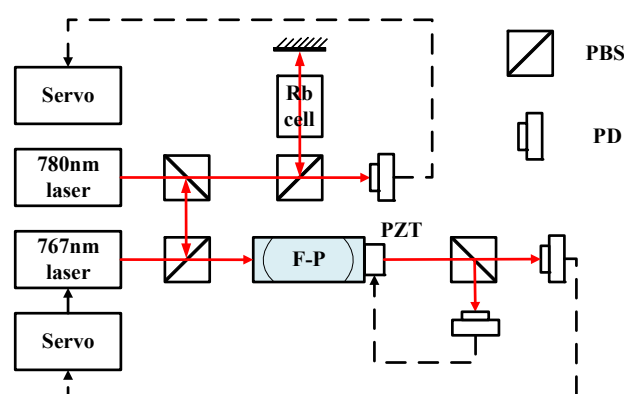 Servo
Rb
cell
PBS
PD
780nm
laser
767nm
laser
F-P
PZT
Servo